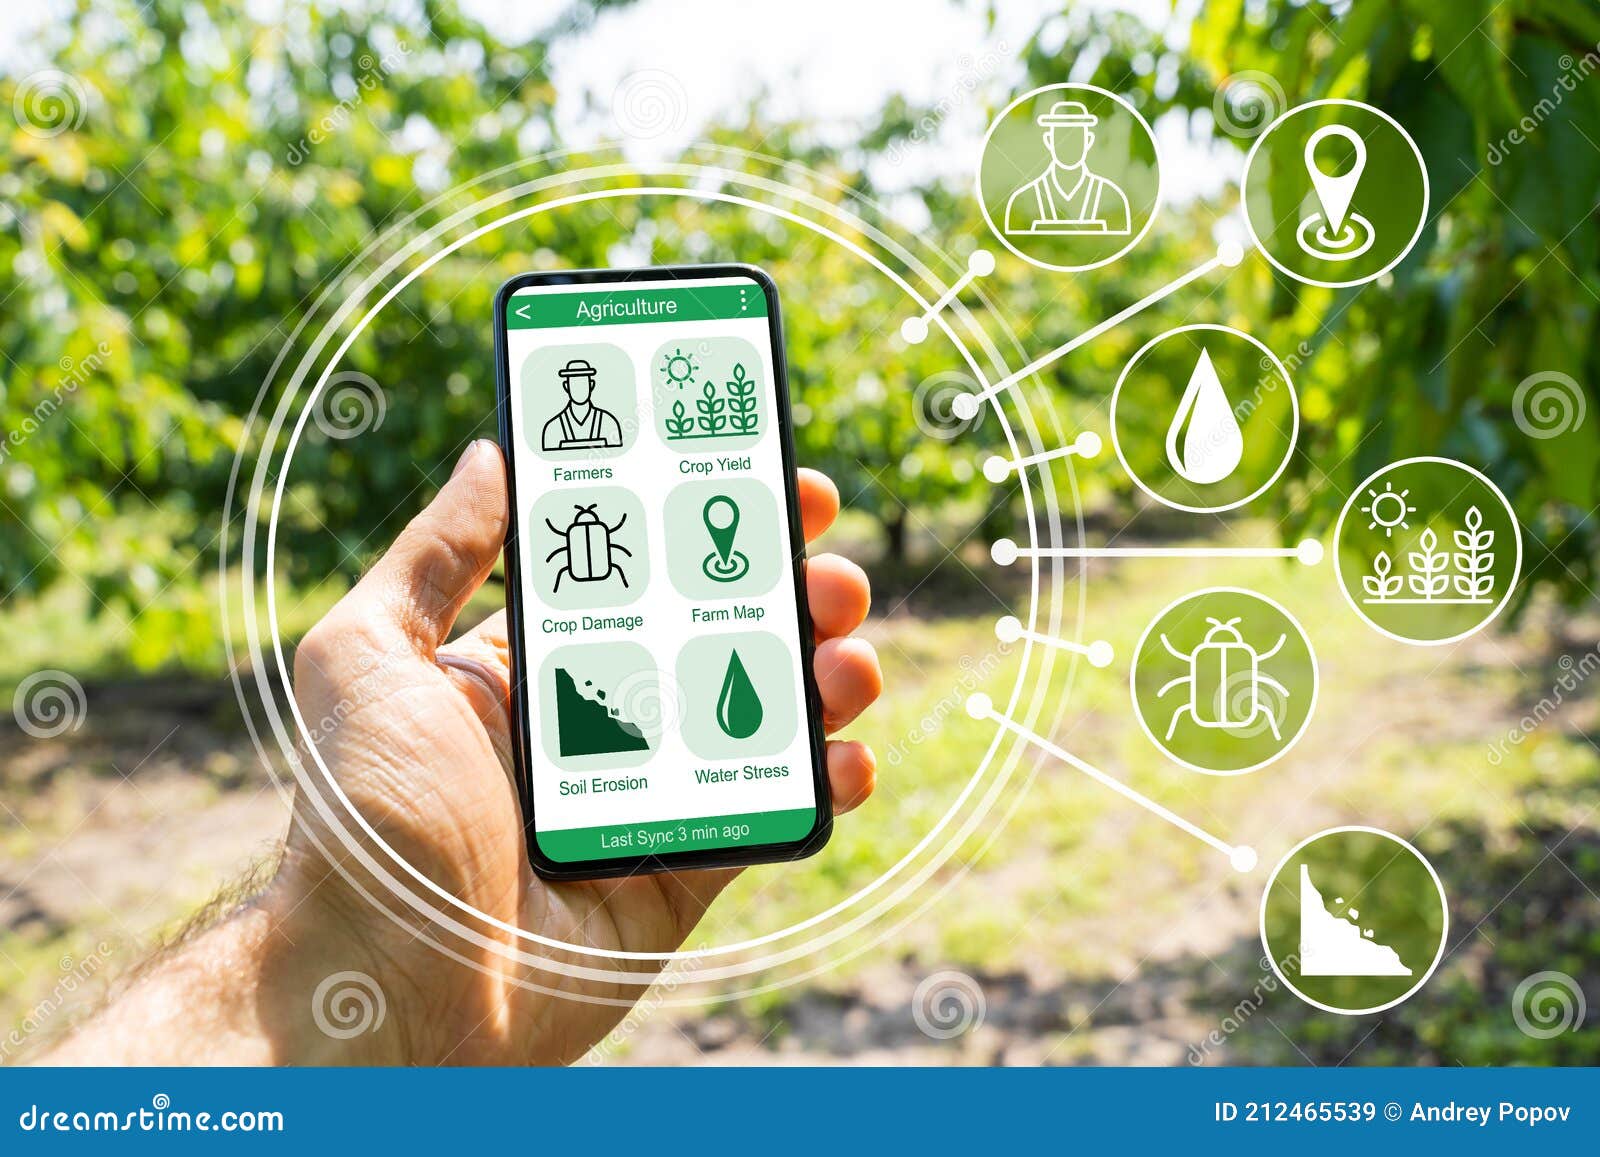 < Agriculture
Farmers
Crop Yield
Crop Damage
Farm Map
Soil Erosion
Water Stress
Last Sync 3 min ago
dreamstime.com
ID 212465539 © Andrey Popov